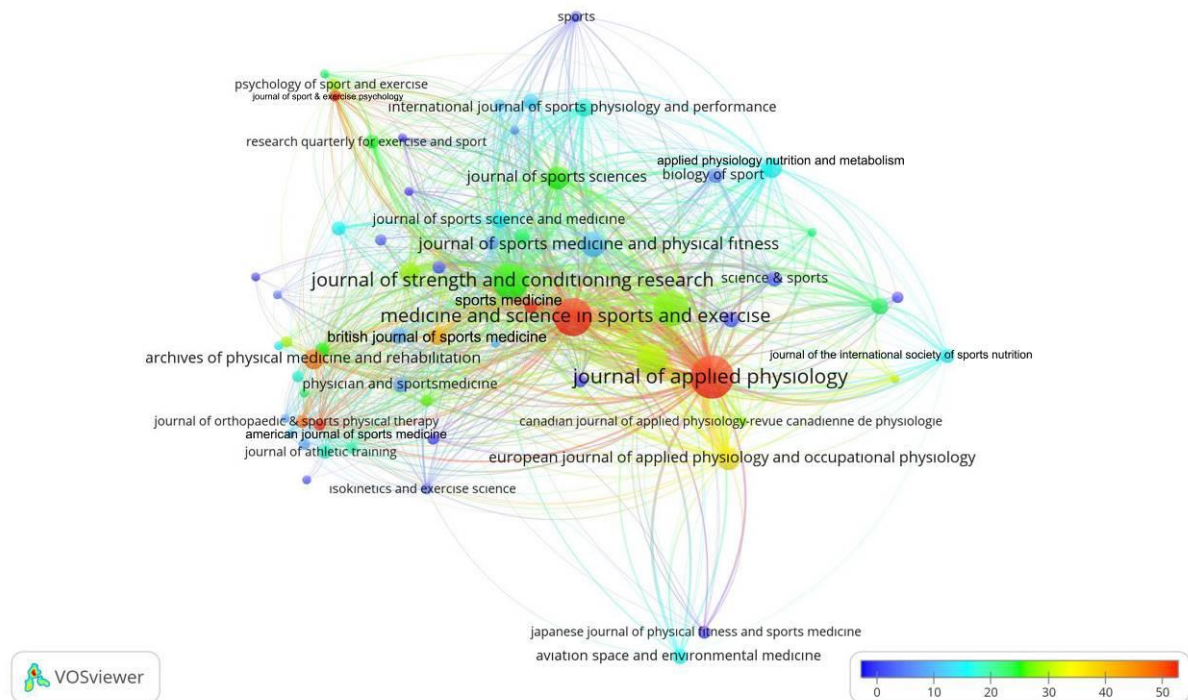 sports
psychology of sport and exercise
journal of sport & exercise psychology
international journal of sports physiology and performance
research quarterly for exercise and sport
applied physiology nutrition and metabolism
biology of sport
journal of sports sciences
journal of sports science and medicine
journal of sports medicine and physical fitness
journal of strength and conditioning research
science & sports
sports medicine
medicine and science in sports and exercise
british journal of sports medicine
archives of physical medicine and rehabilitation
journal of the international society of sports nutrition
journal of applied physiology
physician and sportsmedicine
journal of orthopaedic & sports physical therapy
canadian journal of applied physiology-revue canadienne de physiologie
american journal of sports medicine
journal of athletic training
european journal of applied physiology and occupational physiology
isokinetics and exercise science
japanese journal of physical fitness and sports medicine
aviation space and environmental medicine
VOSviewer
0 10 20 30 40 50